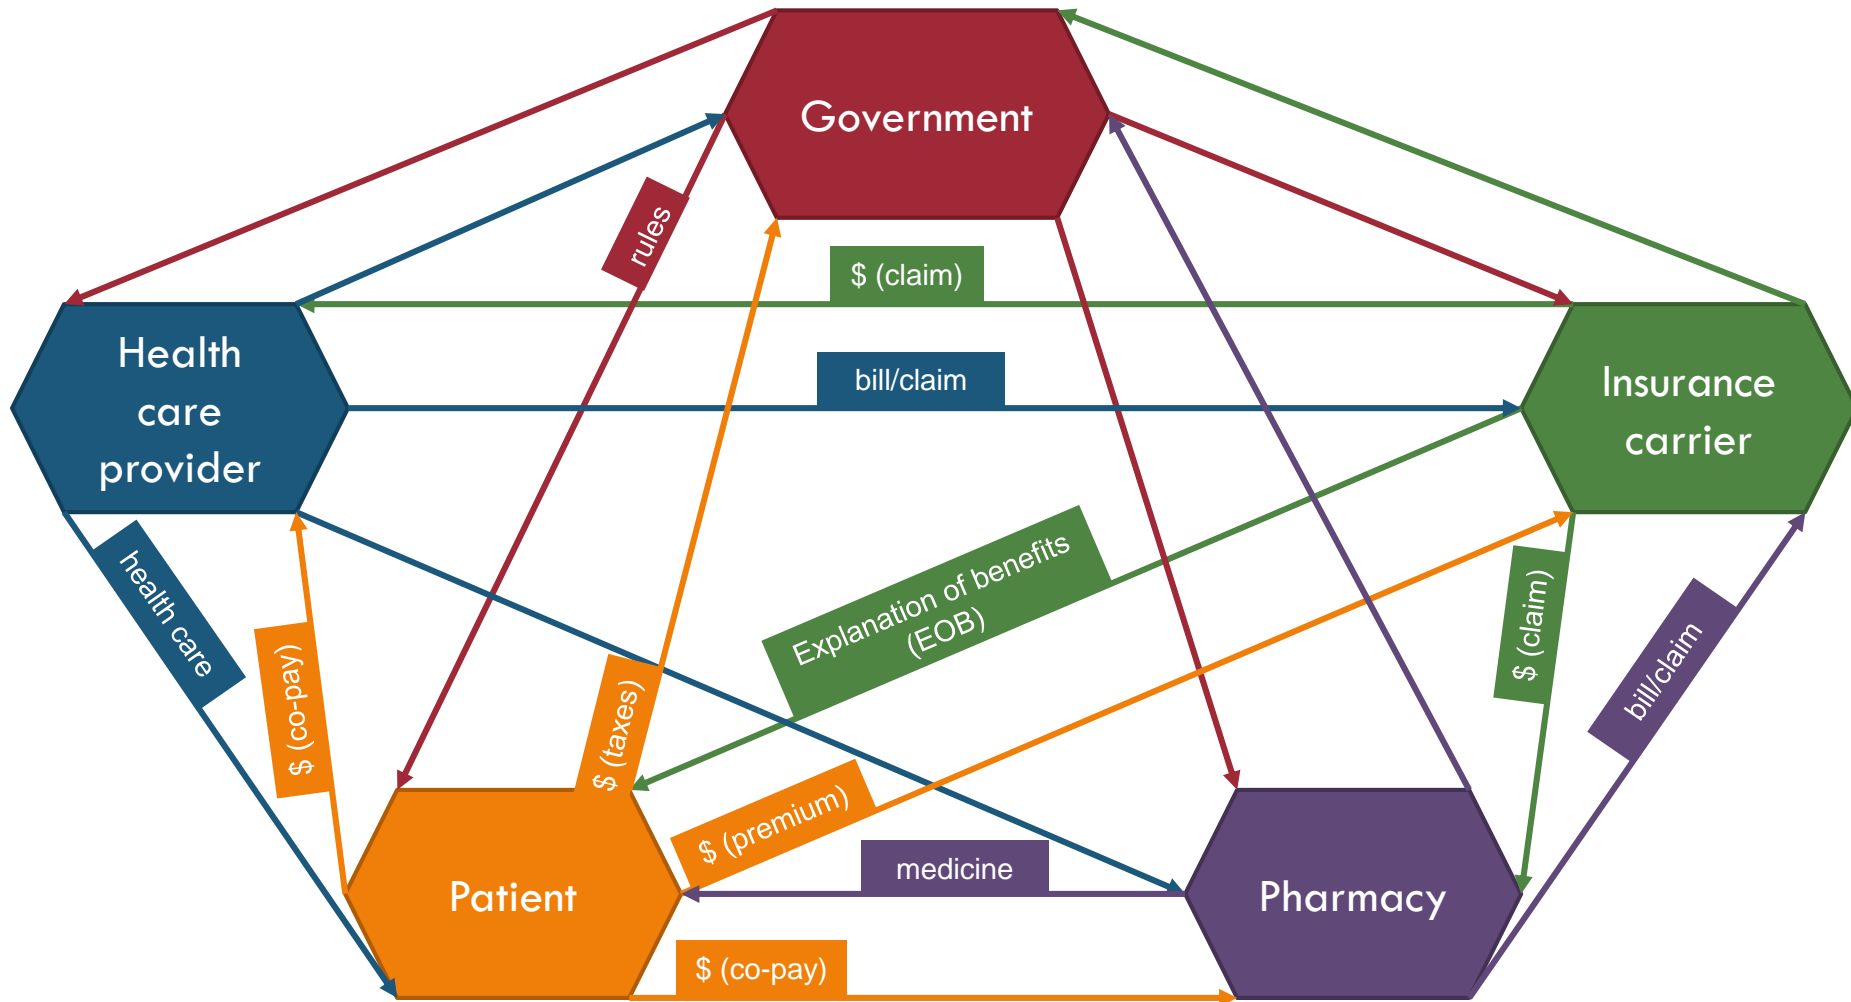 Government
rules
$ (claim)
Health
care
provider
bill/claim
Insurance
carrier
health care
$ (co-pay)
$ (taxes)
Explanation of benefits
(EOB)
$ (claim)
bill/claim
$ (premium)
medicine
Patient
Pharmacy
$ (co-pay)